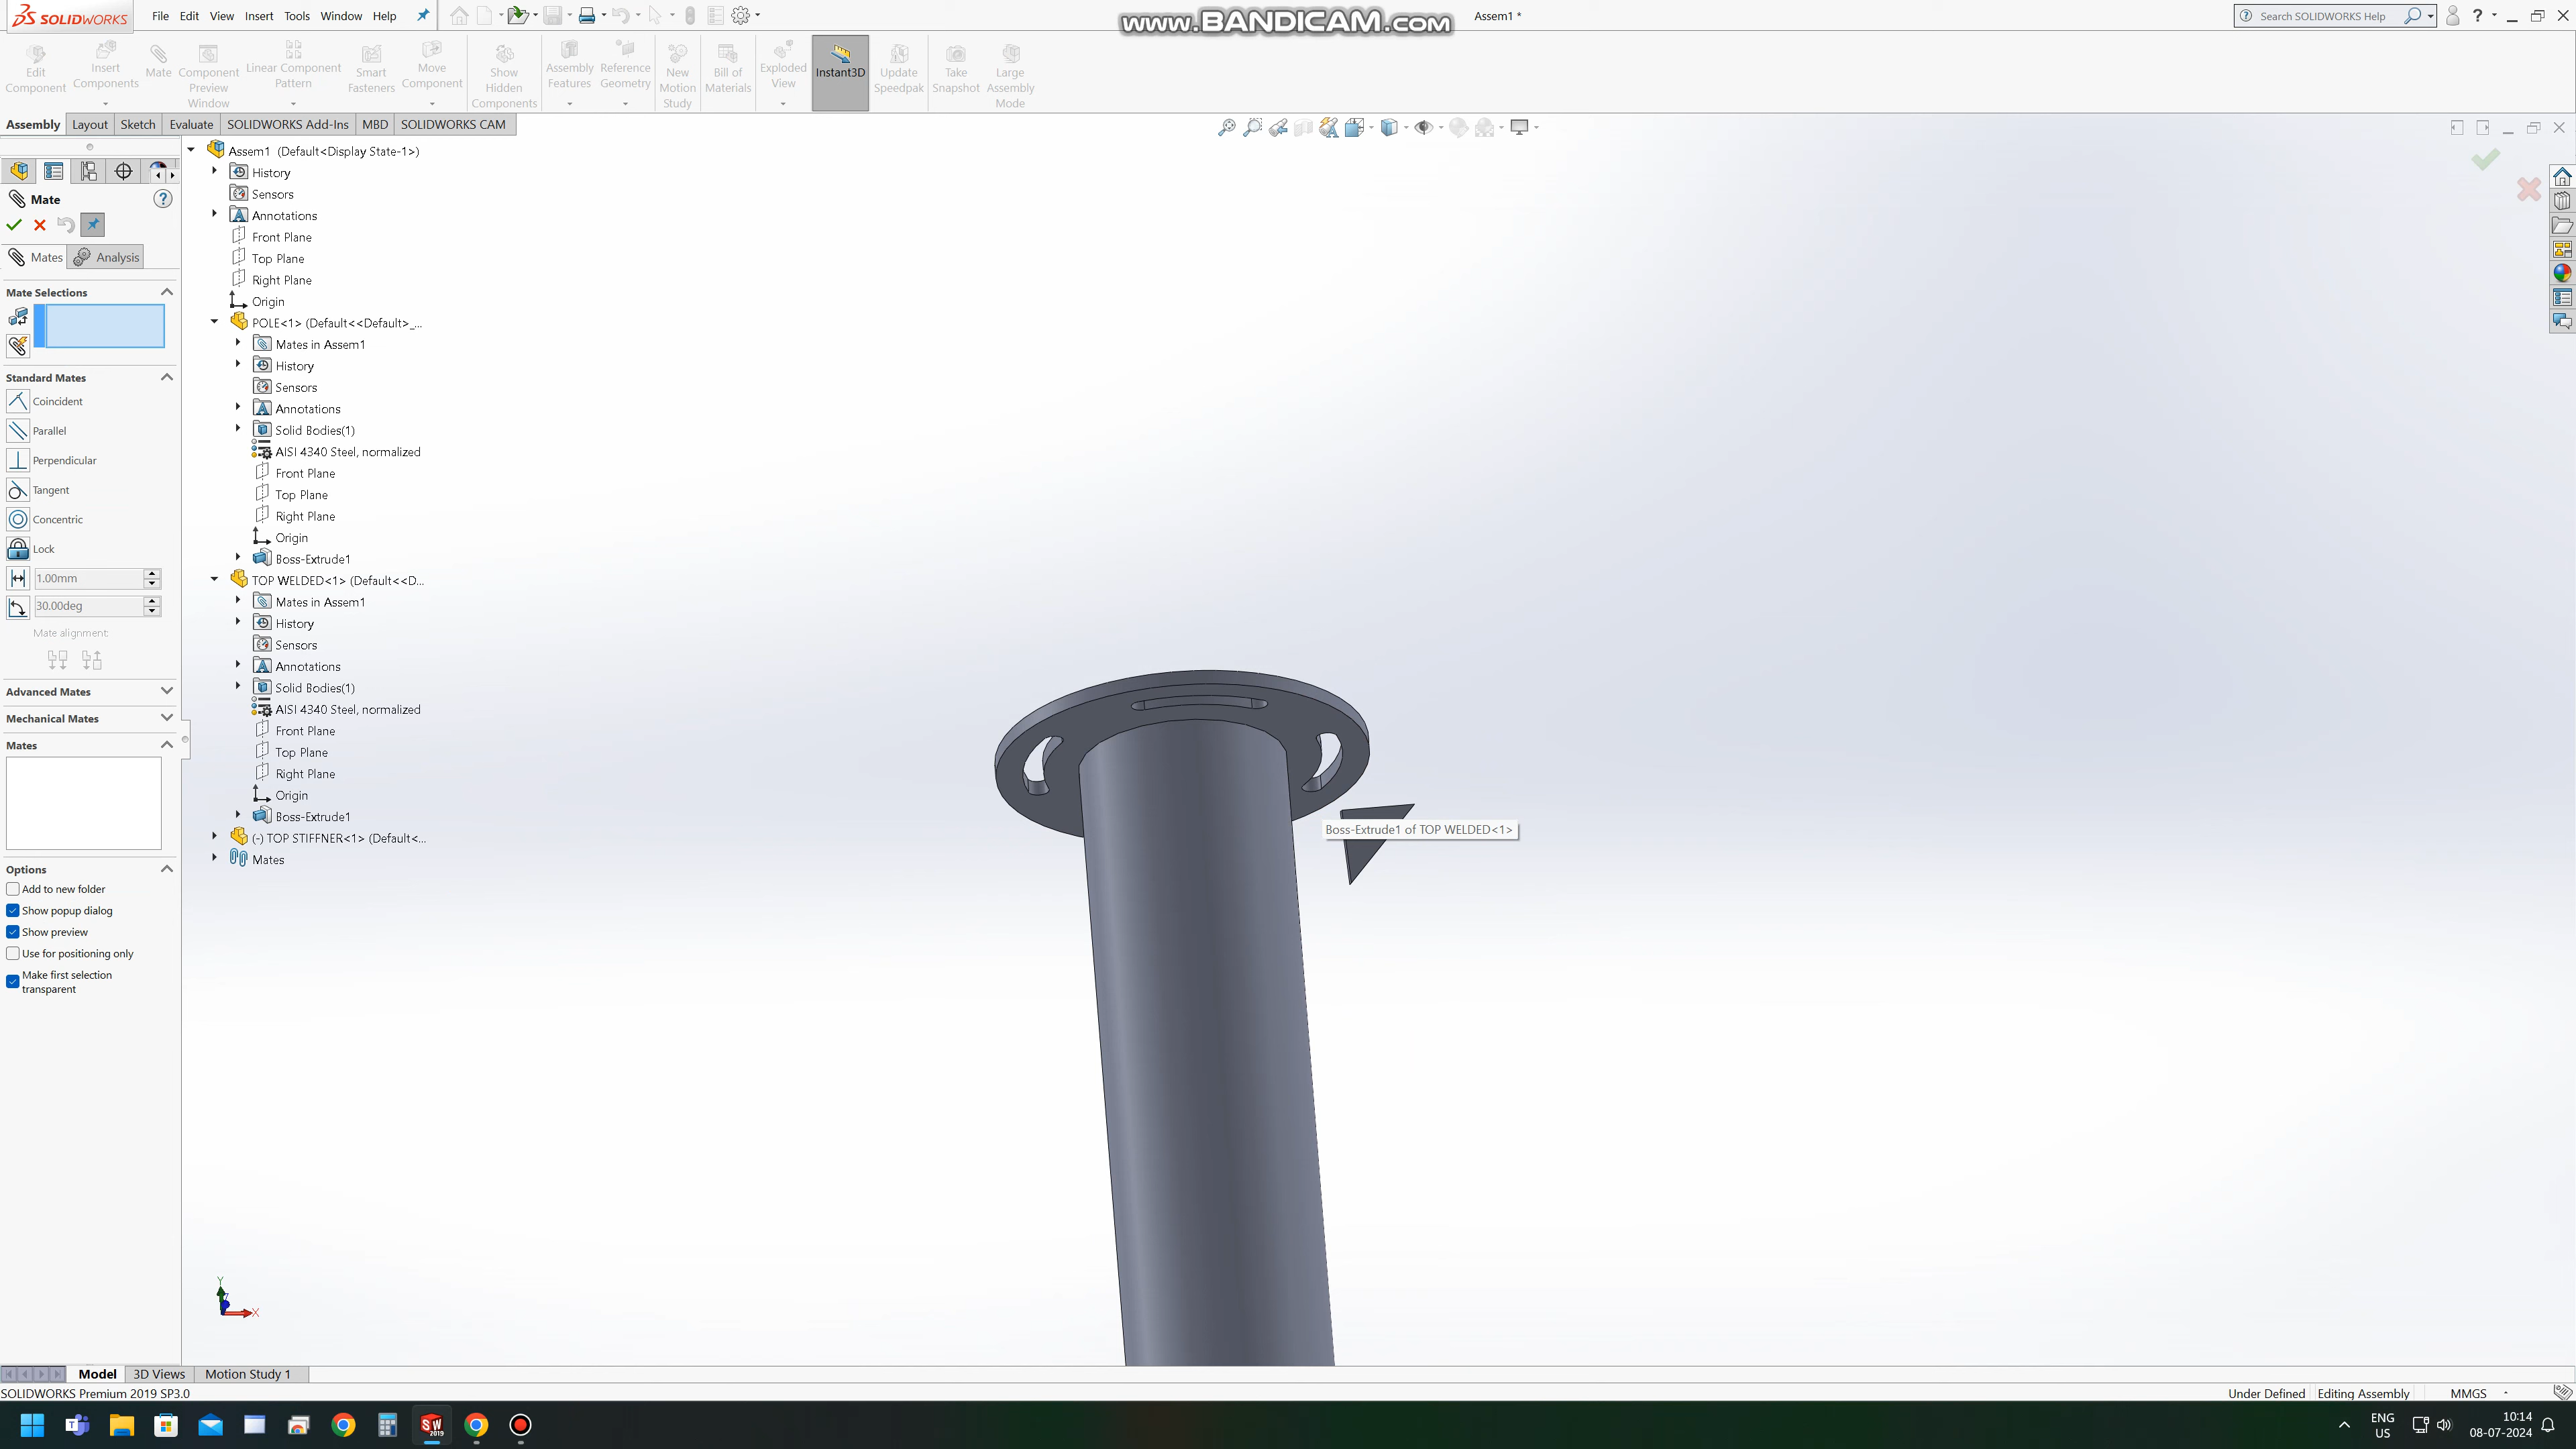 SOLIDWORKS
File Edit View Insert Tools Window Help
www.BANDICAM.com
Assem1 *
Search SOLIDWORKS Help
Edit Component
Insert Components
Mate
Component Preview Window
Linear Component Pattern
Smart Fasteners
Move Component
Show Hidden Components
Assembly Features
Reference Geometry
New Motion Study
Bill of Materials
Exploded View
Instant3D
Update Speedpak
Take Snapshot
Large Assembly Mode
Assembly Layout Sketch Evaluate SOLIDWORKS Add-Ins MBD SOLIDWORKS CAM
Mate
Mates Analysis
Mate Selections
Standard Mates
Coincident
Parallel
Perpendicular
Tangent
Concentric
Lock
1.00mm
30.00deg
Mate alignment:
Advanced Mates
Mechanical Mates
Mates
Options
Add to new folder
Show popup dialog
Show preview
Use for positioning only
Make first selection
transparent
Assem1 (Default<Display State-1>)
History
Sensors
Annotations
Front Plane
Top Plane
Right Plane
Origin
POLE<1> (Default<<Default>_...
Mates in Assem1
History
Sensors
Annotations
Solid Bodies(1)
AISI 4340 Steel, normalized
Front Plane
Top Plane
Right Plane
Origin
Boss-Extrude1
TOP WELDED<1> (Default<<D...
Mates in Assem1
History
Sensors
Annotations
Solid Bodies(1)
AISI 4340 Steel, normalized
Front Plane
Top Plane
Right Plane
Origin
Boss-Extrude1
(-) TOP STIFFNER<1> (Default<...
Mates
Boss-Extrude1 of TOP WELDED<1>
Y
X
Model 3D Views Motion Study 1
SOLIDWORKS Premium 2019 SP3.0
Under Defined Editing Assembly MMGS
ENG
US
10:14
08-07-2024